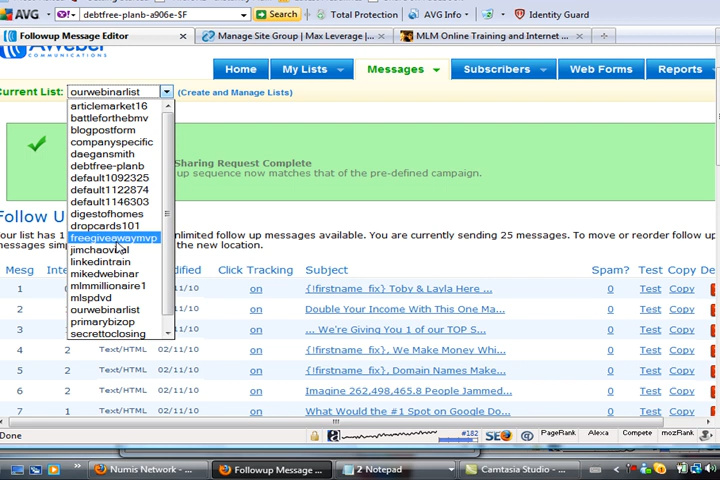 AVG debtfree-planb-a906e-$F Search Total Protection AVG Info Identity Guard
Followup Message Editor Manage Site Group | Max Leverage |... MLM Online Training and Internet ...
AWeber
COMMUNICATIONS
Home My Lists Messages Subscribers Web Forms Reports
Current List: ourwebinarlist (Create and Manage Lists)
articlemarket16
battleforthebmv
blogpostform
companyspecific
daegansmith
debtfree-planb
default1092325
default1122874
default1146303
digestofhomes
dropcards101
freegiveawaymvp
linkedintrain
mikedwebinar
mlmmillionaire1
mlspdvd
ourwebinarlist
primarybizop
secrettoclosing
Sharing Request Complete
up sequence now matches that of the pre-defined campaign.
Follow U
our list has 1 nlimited follow up messages available. You are currently sending 25 messages. To move or reorder follow up
messages simp the new location.
Mesg Int dified Click Tracking Subject Spam? Test Copy De
1 /11/10 on {!firstname_fix} Toby & Layla Here ... 0 Test Copy
2 /11/10 on Double Your Income With This One Ma... 0 Test Copy
3 /11/10 on ... We're Giving You 1 of our TOP S... 0 Test Copy
4 2 Text/HTML 02/11/10 on {!firstname_fix}, We Make Money Whi... 0 Test Copy
5 2 Text/HTML 02/11/10 on {!firstname_fix}, Domain Names Make... 0 Test Copy
6 2 Text/HTML 02/11/10 on Imagine 262,498,465.8 People Jammed... 0 Test Copy
7 1 Text/HTML 02/11/10 on What Would the #1 Spot on Google Do... 0 Test Copy
Done #182 SEO PageRank Alexa Compete mozRank
Numis Network - ... Followup Message ... 2 Notepad Camtasia Studio - ...